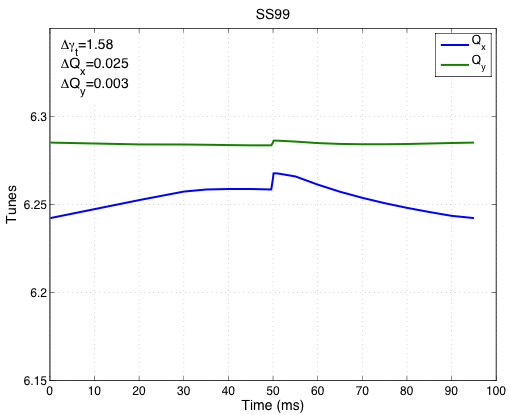 SS99
Δγt=1.58
ΔQx=0.025
ΔQy=0.003
Qx
Qy
6.3
6.25
6.2
6.15
Tunes
0 10 20 30 40 50 60 70 80 90 100
Time (ms)